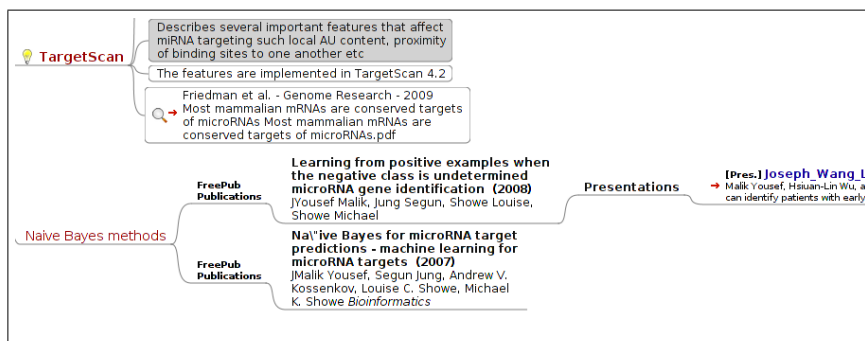 TargetScan
Describes several important features that affect
miRNA targeting such local AU content, proximity
of binding sites to one another etc
The features are implemented in TargetScan 4.2
Friedman et al. - Genome Research - 2009
Most mammalian mRNAs are conserved targets
of microRNAs Most mammalian mRNAs are
conserved targets of microRNAs.pdf
Naive Bayes methods
FreePub
Publications
Learning from positive examples when
the negative class is undetermined
microRNA gene identification (2008)
JYousef Malik, Jung Segun, Showe Louise,
Showe Michael
Presentations
[Pres.] Joseph_Wang_L
Malik Yousef, Hsiuan-Lin Wu, a
can identify patients with early
FreePub
Publications
Na\"ive Bayes for microRNA target
predictions - machine learning for
microRNA targets (2007)
JMalik Yousef, Segun Jung, Andrew V.
Kossenkov, Louise C. Showe, Michael
K. Showe Bioinformatics